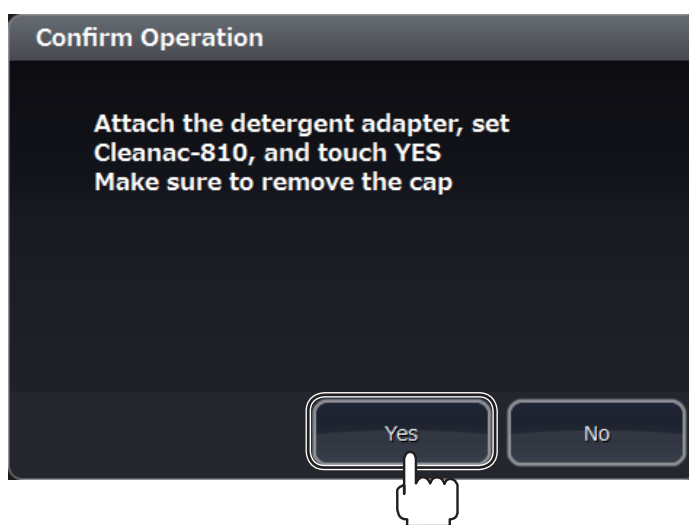 Confirm Operation
Attach the detergent adapter, set
Cleanac-810, and touch YES
Make sure to remove the cap
Yes
No